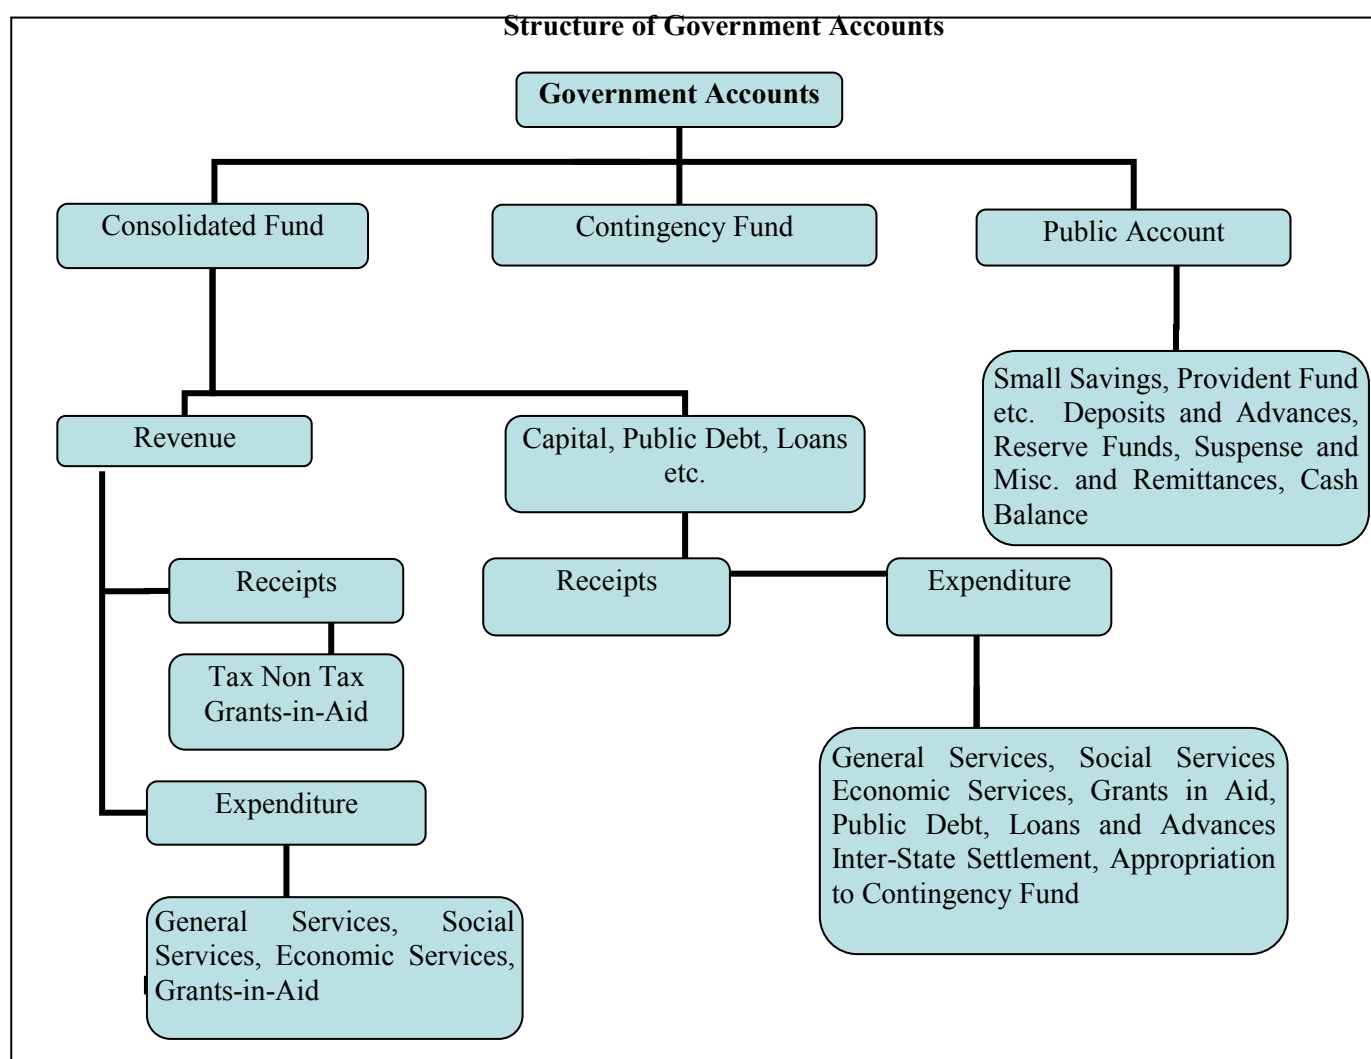 Structure of Government Accounts
Government Accounts
Consolidated Fund
Contingency Fund
Public Account
Small Savings, Provident Fund
etc. Deposits and Advances,
Reserve Funds, Suspense and
Misc. and Remittances, Cash
Balance
Revenue
Capital, Public Debt, Loans
etc.
Receipts
Receipts
Expenditure
Tax Non Tax
Grants-in-Aid
Expenditure
General Services, Social Services
Economic Services, Grants in Aid,
Public Debt, Loans and Advances
Inter-State Settlement, Appropriation
to Contingency Fund
General Services, Social
Services, Economic Services,
Grants-in-Aid